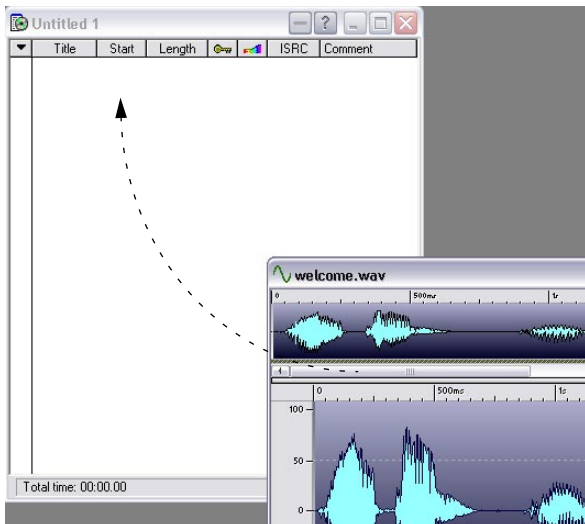 Untitled 1
Title Start Length ISRC Comment
welcome.wav
0 500ms 1s
0 500ms 1s
100
50
0
Total time: 00:00.00